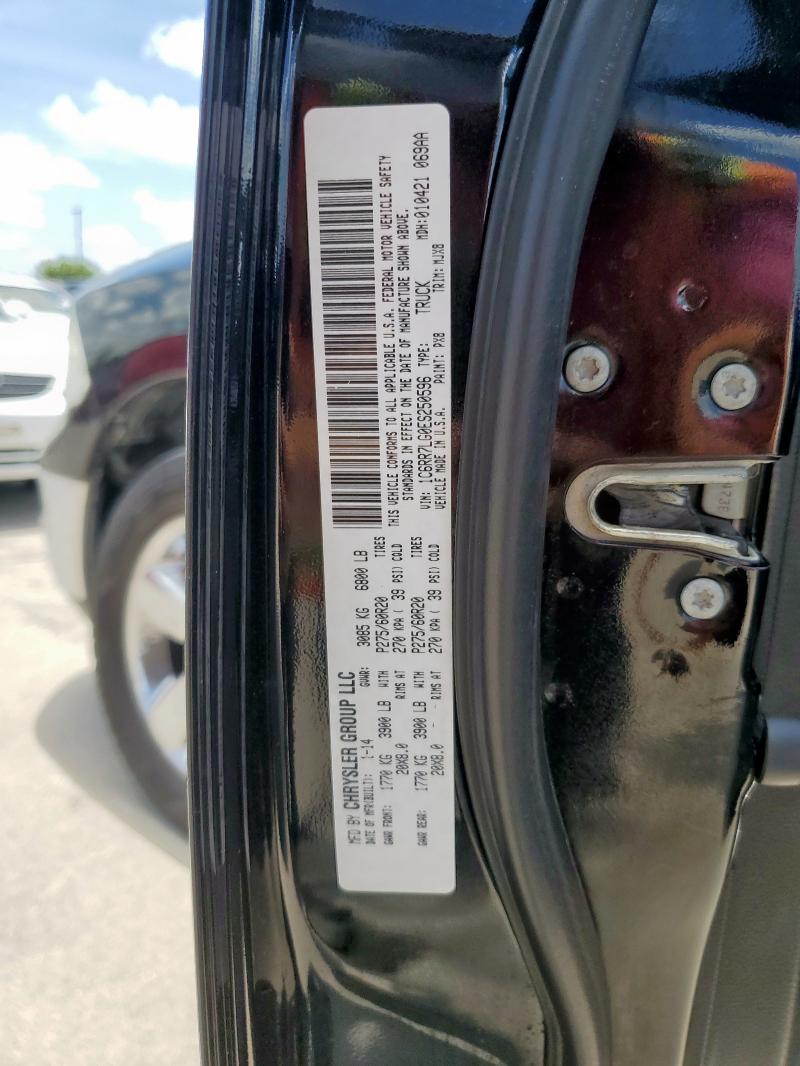 MFD BY CHRYSLER GROUP LLC
DATE OF MFR(BUILT): 1-14 GVWR: 3085 KG 6800 LB
GAWR FRONT: 1770 KG 3900 LB WITH P275/60R20 TIRES
20X8.0 RIMS AT 270 KPA ( 39 PSI) COLD
GAWR REAR: 1770 KG 3900 LB WITH P275/60R20 TIRES
20X8.0 - RIMS AT 270 KPA ( 39 PSI) COLD
THIS VEHICLE CONFORMS TO ALL APPLICABLE U.S.A. FEDERAL MOTOR VEHICLE SAFETY
STANDARDS IN EFFECT ON THE DATE OF MANUFACTURE SHOWN ABOVE.
VIN: 1C6RR7LG0ES250596 TYPE: TRUCK MDH:010421 069AA
VEHICLE MADE IN U.S.A. PAINT: PX8 TRIM: MJX8